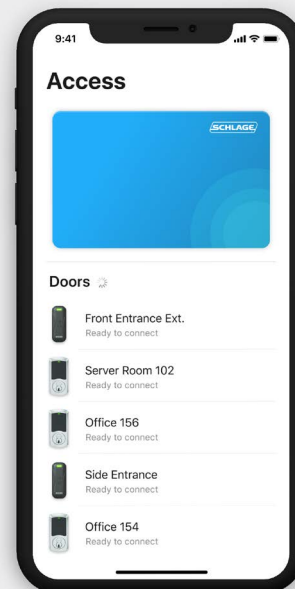 9:41
Access
SCHLAGE
Doors
Front Entrance Ext.
Ready to connect
Server Room 102
Ready to connect
Office 156
Ready to connect
Side Entrance
Ready to connect
Office 154
Ready to connect